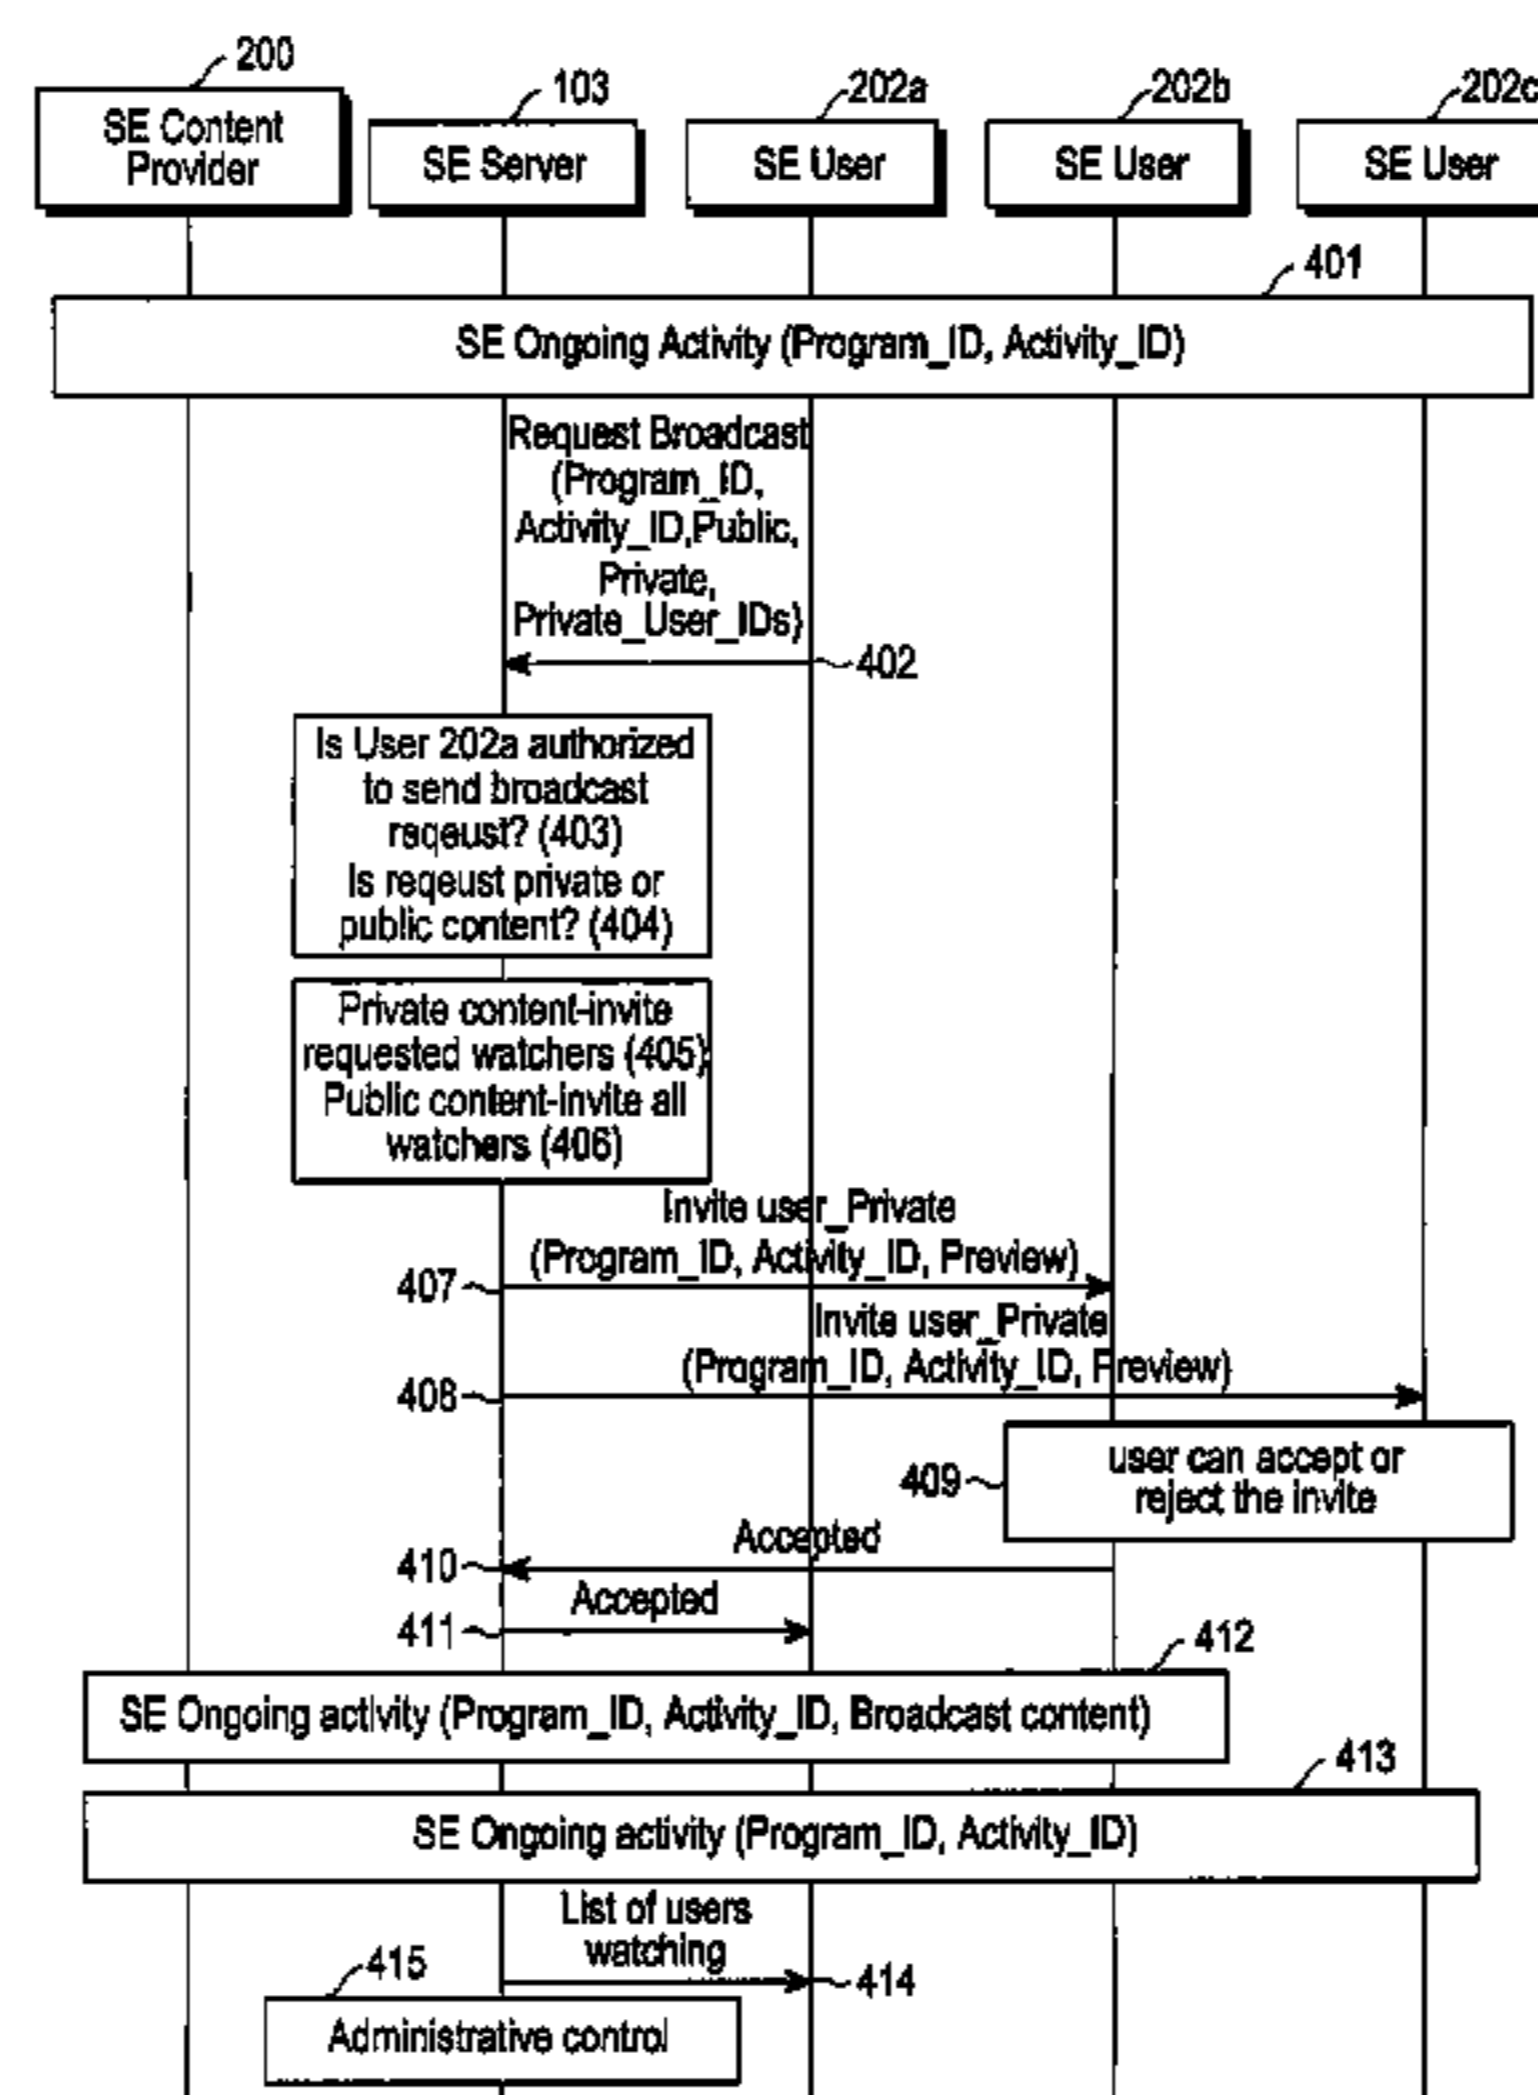 200
103
202a
202b
202c
SE Content
Provider
SE Server
SE User
SE User
SE User
401
SE Ongoing Activity (Program_ID, Activity_ID)
Request Broadcast
(Program_ID,
Activity_ID,Public,
Private,
Private_User_IDs)
402
Is User 202a authorized
to send broadcast
reqeust? (403)
Is reqeust private or
public content? (404)
Private content-invite
requested watchers (405)
Public content-invite all
watchers (406)
Invite user_Private
(Program_ID, Activity_ID, Preview)
407
Invite user_Private
(Program_ID, Activity_ID, Preview)
408
409
user can accept or
reject the invite
Accepted
410
Accepted
411
412
SE Ongoing activity (Program_ID, Activity_ID, Broadcast content)
413
SE Ongoing activity (Program_ID, Activity_ID)
List of users
watching
414
415
Administrative control